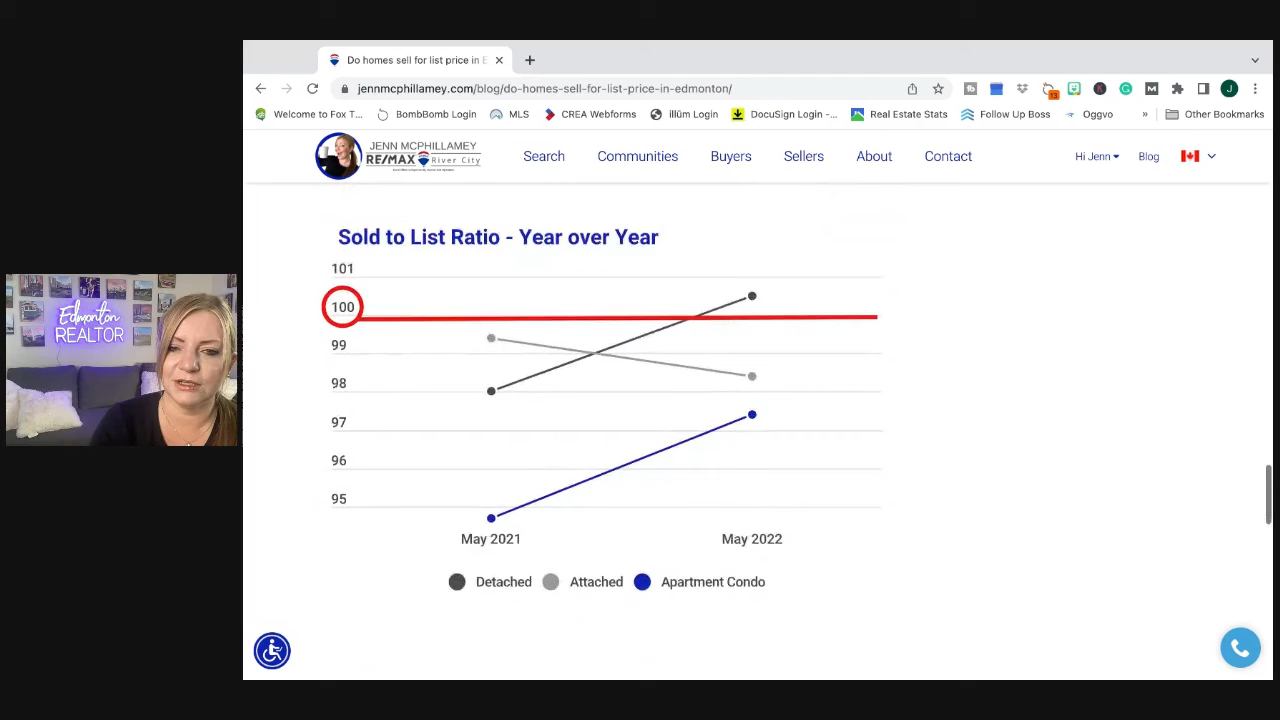 Do homes sell for list price in E
jennmcphillamey.com/blog/do-homes-sell-for-list-price-in-edmonton/
13
J
Welcome to Fox T... BombBomb Login MLS CREA Webforms illüm Login DocuSign Login -... Real Estate Stats Follow Up Boss Oggvo » Other Bookmarks
JENN MCPHILLAMEY
RE/MAX River City
Search Communities Buyers Sellers About Contact Hi Jenn Blog
Sold to List Ratio - Year over Year
101
100
99
98
97
96
95
May 2021 May 2022
Detached Attached Apartment Condo
Edmonton
REALTOR